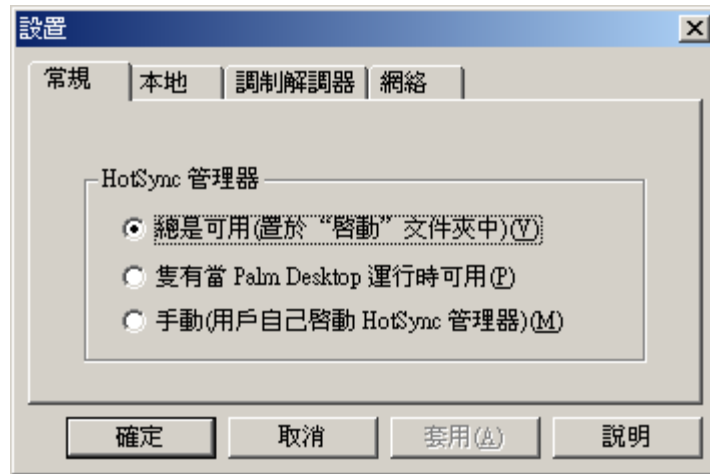 設置
常規 本地 調制解調器 網絡
HotSync 管理器
總是可用(置於“啓動”文件夾中)(V)
隻有當 Palm Desktop 運行時可用(P)
手動(用戶自己啓動 HotSync 管理器)(M)
確定 取消 套用(A) 說明